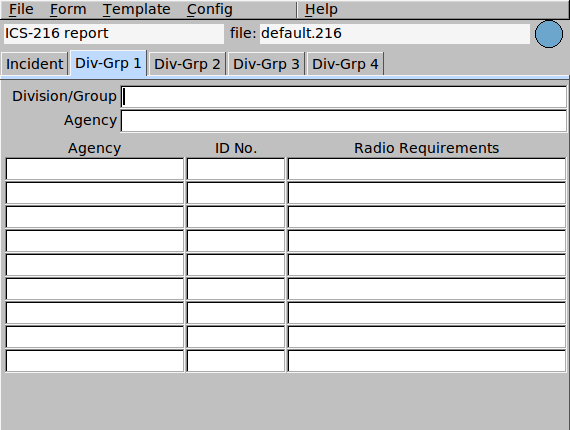 File Form Template Config Help
ICS-216 report file: default.216
Incident Div-Grp 1 Div-Grp 2 Div-Grp 3 Div-Grp 4
Division/Group
Agency
Agency ID No. Radio Requirements